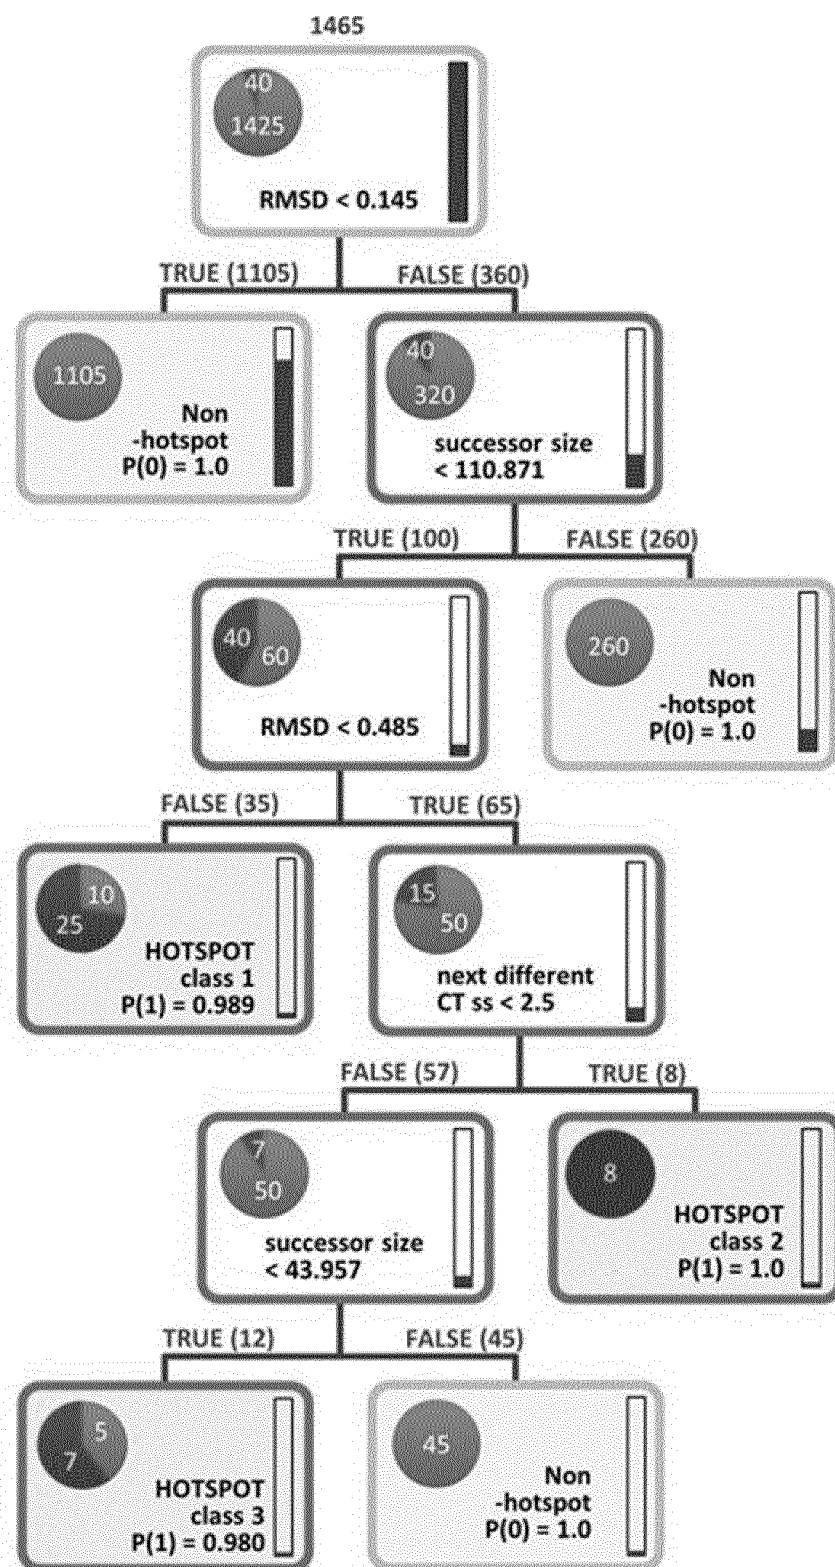 1465
40
1425
RMSD < 0.145
TRUE (1105) FALSE (360)
1105
Non
-hotspot
P(0) = 1.0
40
320
successor size
< 110.871
TRUE (100) FALSE (260)
40
60
RMSD < 0.485
260
Non
-hotspot
P(0) = 1.0
FALSE (35) TRUE (65)
10
25
HOTSPOT
class 1
P(1) = 0.989
15
50
next different
CT ss < 2.5
FALSE (57) TRUE (8)
7
50
successor size
< 43.957
8
HOTSPOT
class 2
P(1) = 1.0
TRUE (12) FALSE (45)
5
7
HOTSPOT
class 3
P(1) = 0.980
45
Non
-hotspot
P(0) = 1.0